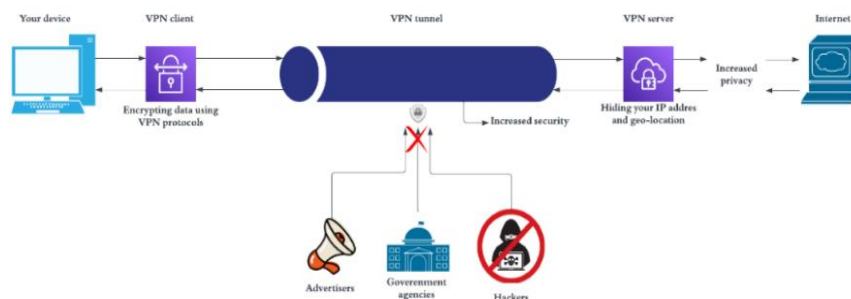 Your device
VPN client
VPN tunnel
VPN server
Internet
Encrypting data using
VPN protocols
Increased security
Hiding your IP addres
and geo-location
Increased
privacy
Advertisers
Goverenment
agencies
Hackers